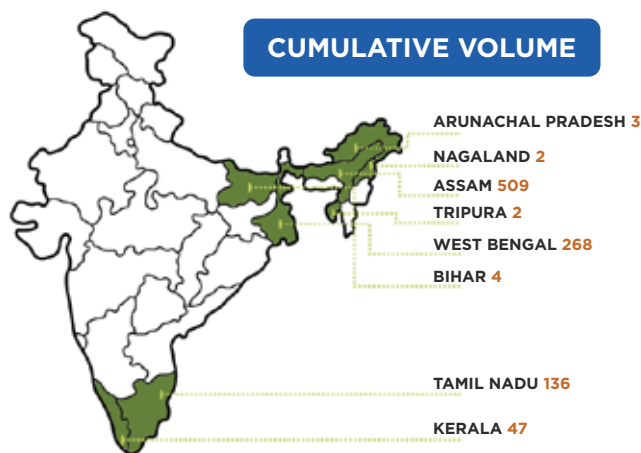 CUMULATIVE VOLUME
ARUNACHAL PRADESH 3
NAGALAND 2
ASSAM 509
TRIPURA 2
WEST BENGAL 268
BIHAR 4
TAMIL NADU 136
KERALA 47